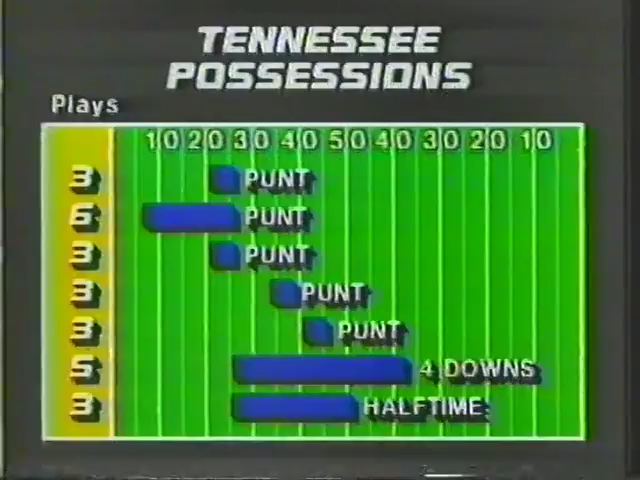 TENNESSEE
POSSESSIONS
Plays
10 20 30 40 50 40 30 20 10
3 PUNT
6 PUNT
3 PUNT
3 PUNT
3 PUNT
5 4 DOWNS
3 HALFTIME